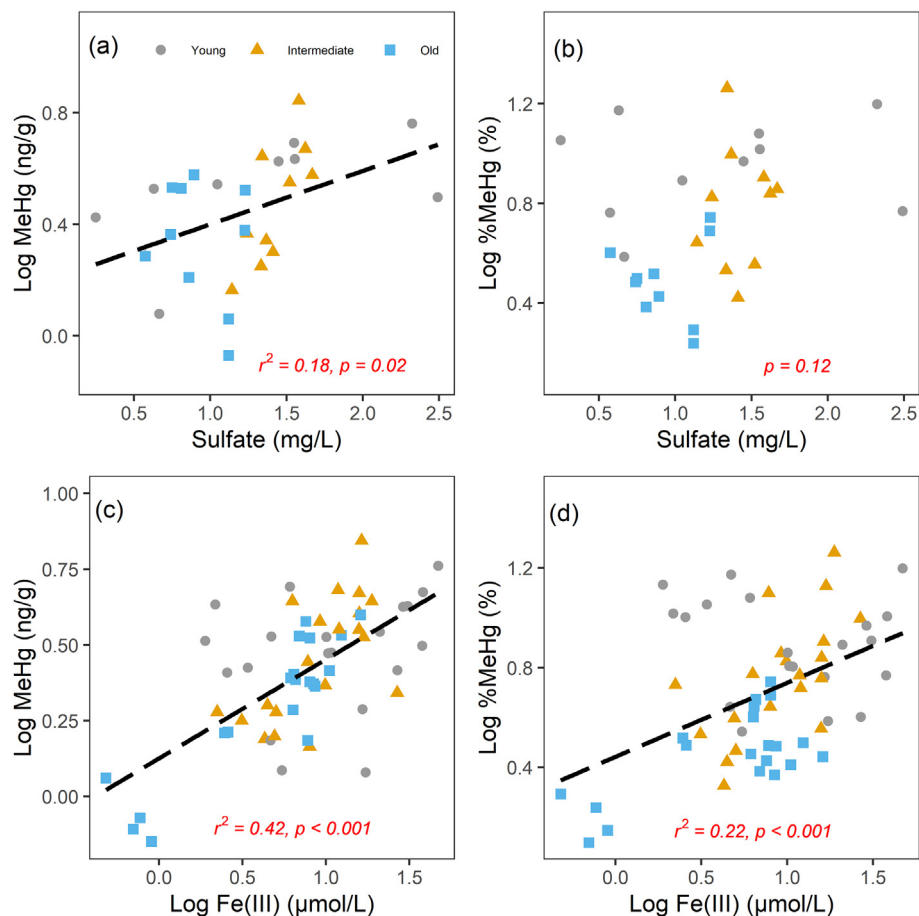 (a)
Young Intermediate Old
Log MeHg (ng/g)
0.8
0.4
0.0
r² = 0.18, p = 0.02
0.5 1.0 1.5 2.0 2.5
Sulfate (mg/L)
(b)
Log %MeHg (%)
1.2
0.8
0.4
p = 0.12
0.5 1.0 1.5 2.0 2.5
Sulfate (mg/L)
(c)
Log MeHg (ng/g)
1.00
0.75
0.50
0.25
0.00
r² = 0.42, p < 0.001
0.0 0.5 1.0 1.5
Log Fe(III) (µmol/L)
(d)
Log %MeHg (%)
1.2
0.8
0.4
r² = 0.22, p < 0.001
0.0 0.5 1.0 1.5
Log Fe(III) (µmol/L)